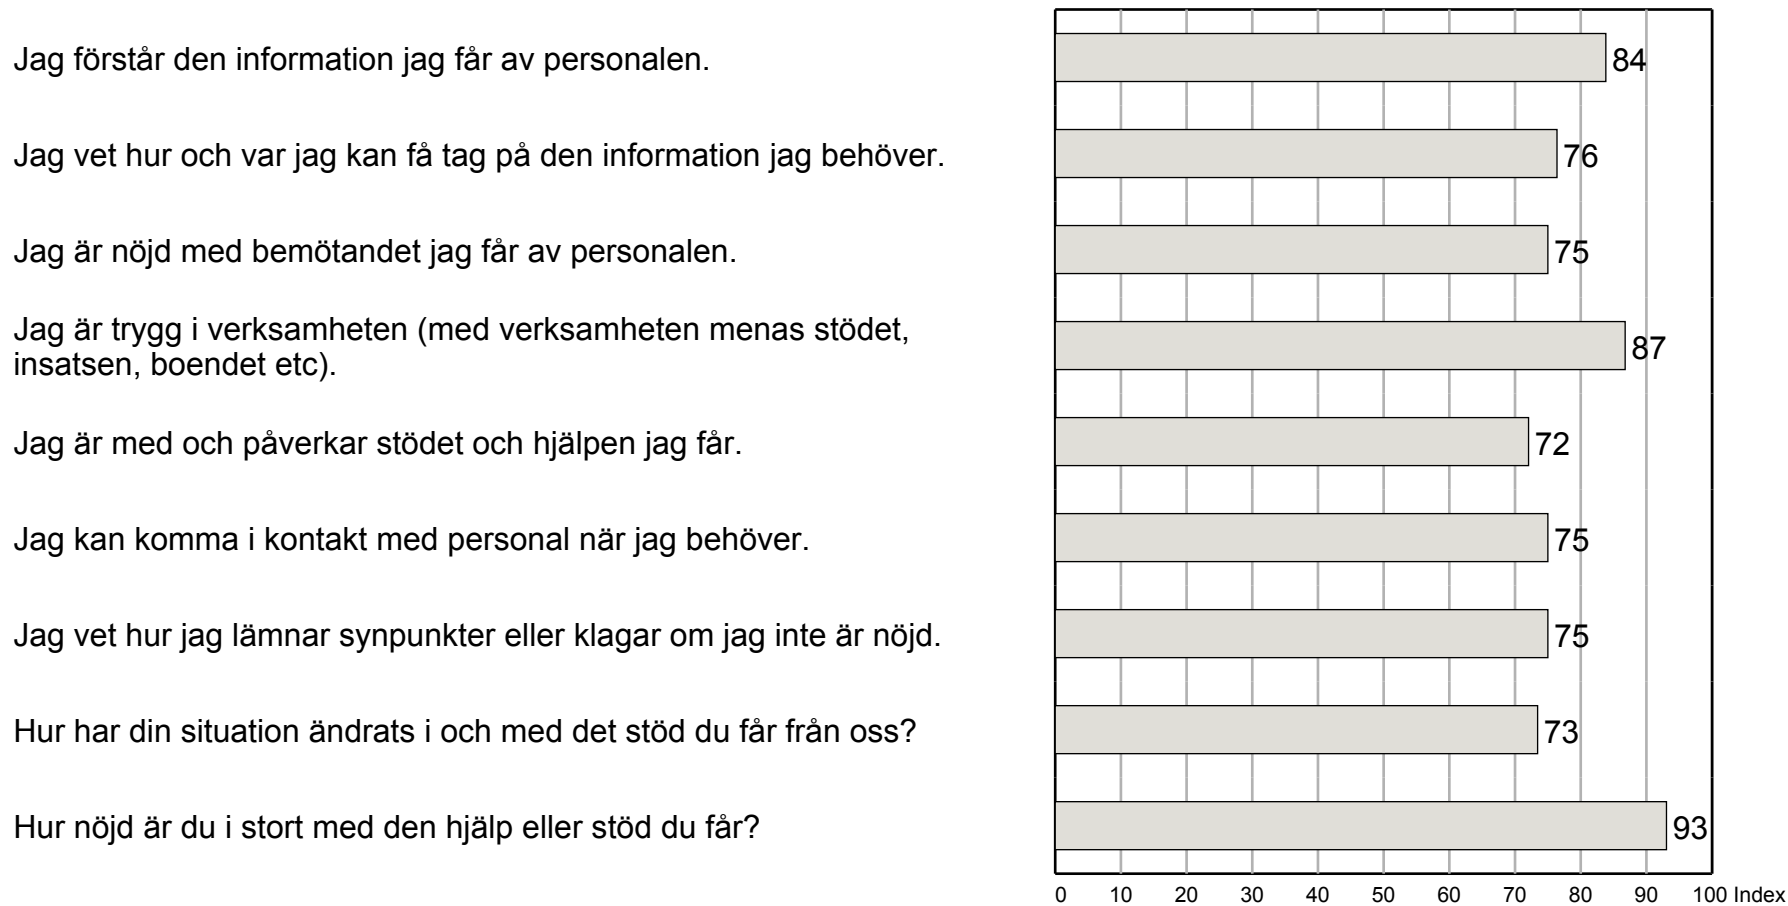 Jag förstår den information jag får av personalen.
84
Jag vet hur och var jag kan få tag på den information jag behöver.
76
Jag är nöjd med bemötandet jag får av personalen.
75
Jag är trygg i verksamheten (med verksamheten menas stödet,
insatsen, boendet etc).
87
Jag är med och påverkar stödet och hjälpen jag får.
72
Jag kan komma i kontakt med personal när jag behöver.
75
Jag vet hur jag lämnar synpunkter eller klagar om jag inte är nöjd.
75
Hur har din situation ändrats i och med det stöd du får från oss?
73
Hur nöjd är du i stort med den hjälp eller stöd du får?
93
0 10 20 30 40 50 60 70 80 90 100 Index